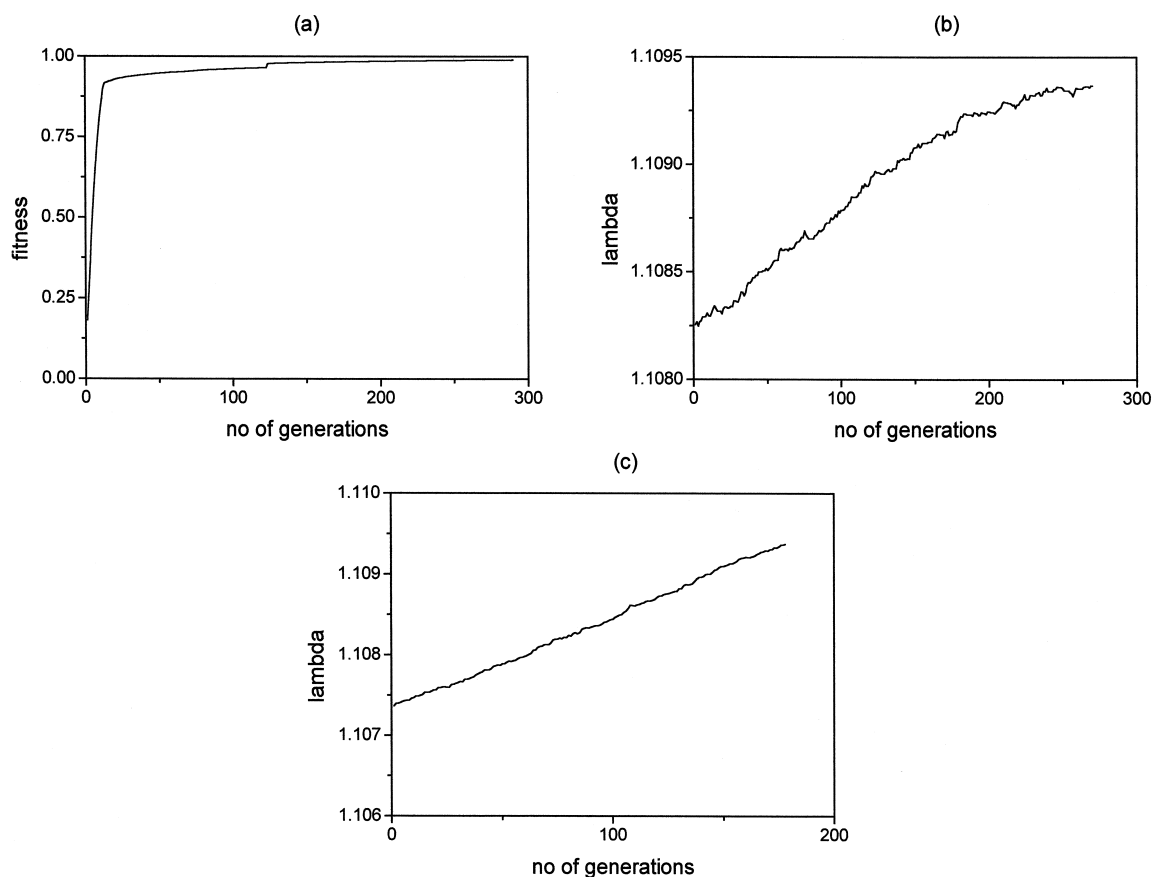 (a)
1.00
0.75
0.50
0.25
0.00
fitness
0 100 200 300
no of generations
(b)
1.1095
1.1090
1.1085
1.1080
lambda
0 100 200 300
no of generations
(c)
1.110
1.109
1.108
1.107
1.106
lambda
0 100 200
no of generations